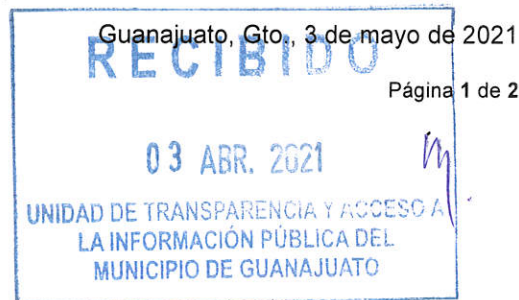 Guanajuato, Gto., 3 de mayo de 2021
RECIBIDO
Página 1 de 2
03 ABR. 2021
UNIDAD DE TRANSPARENCIA Y ACCESO A
LA INFORMACIÓN PÚBLICA DEL
MUNICIPIO DE GUANAJUATO